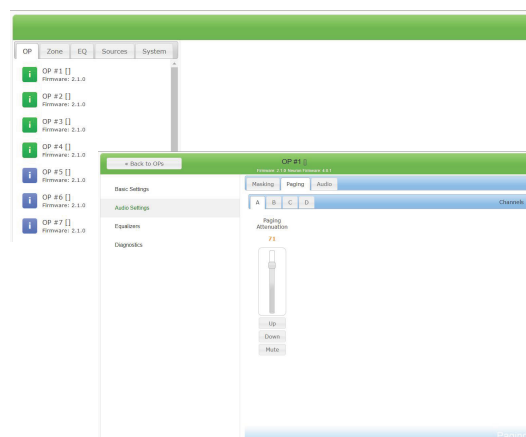 OP Zone EQ Sources System
OP #1 []
Firmware: 2.1.0
OP #2 []
Firmware: 2.1.0
OP #3 []
Firmware: 2.1.0
OP #4 []
Firmware: 2.1.0
OP #5 []
Firmware: 2.1.0
OP #6 []
Firmware: 2.1.0
OP #7 []
Firmware: 2.1.0
Back to OPs
OP #1 []
Basic Settings
Audio Settings
Equalizers
Diagnostics
Masking Paging Audio
A B C D Channels
Paging
Attenuation
Up
Down
Mute